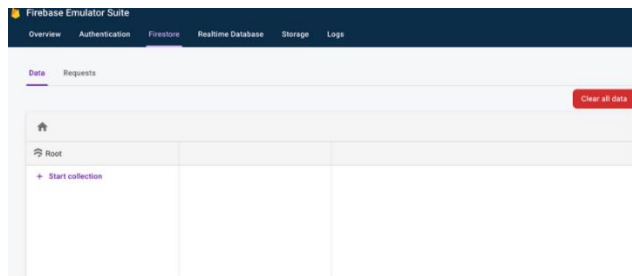 Firebase Emulator Suite
Overview Authentication Firestore Realtime Database Storage Logs
Data Requests
Clear all data
Root
+ Start collection